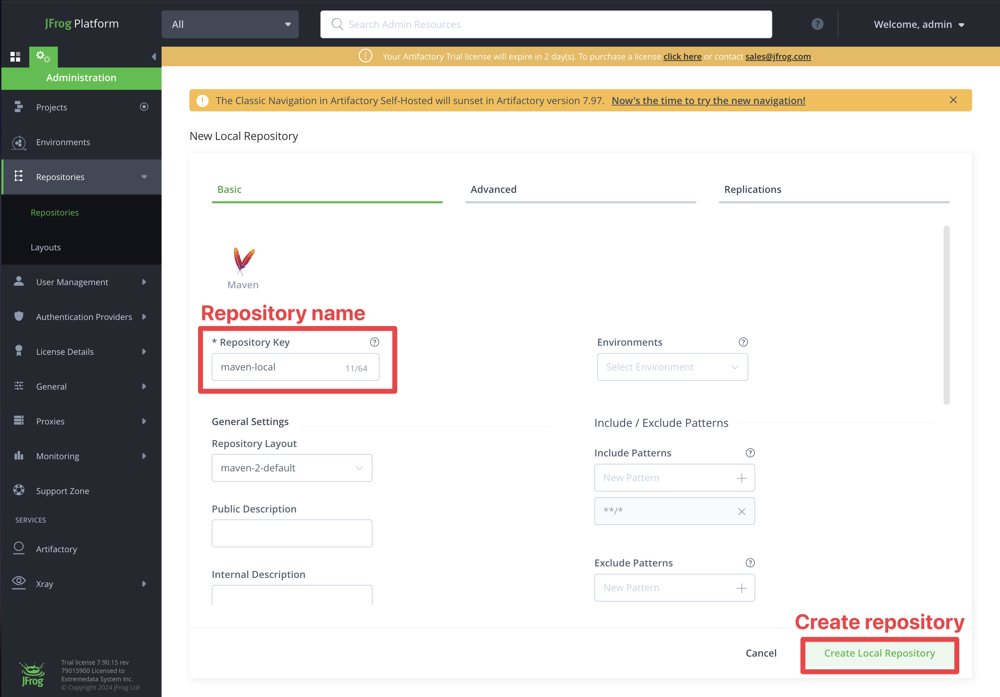 JFrog Platform
All
Search Admin Resources
?
Welcome, admin
Your Artifactory Trial license will expire in 2 day(s). To purchase a license click here or contact sales@jfrog.com.
Administration
The Classic Navigation in Artifactory Self-Hosted will sunset in Artifactory version 7.97. Now's the time to try the new navigation!
Projects
Environments
Repositories
Repositories
Layouts
User Management
Authentication Providers
License Details
General
Proxies
Monitoring
Support Zone
SERVICES
Artifactory
Xray
JFrog
Trial license 7.90.15 rev
79015900 Licensed to
Extremedata System Inc.
© Copyright 2024 JFrog Ltd
New Local Repository
Basic
Advanced
Replications
Maven
Repository name
* Repository Key ?
maven-local 11/64
Environments ?
Select Environment
General Settings
Repository Layout
maven-2-default
Public Description
Internal Description
Include / Exclude Patterns
Include Patterns ?
New Pattern
**/*
Exclude Patterns ?
New Pattern
Create repository
Cancel
Create Local Repository